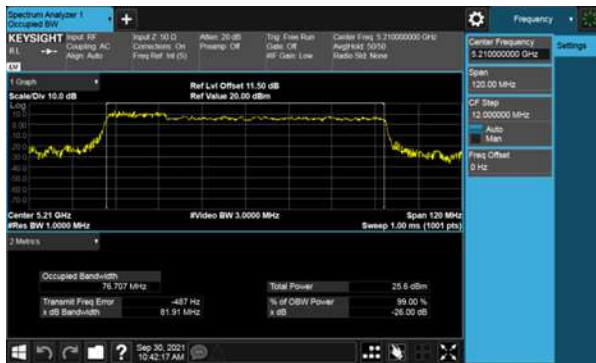 Spectrum Analyzer 1
Occupied BW
+
Frequency
KEYSIGHT Input: RF Input Z: 50 Ω Atten: 20 dB Trig: Free Run Center Freq: 5.210000000 GHz
Coupling: AC Corrections: On Preamp: Off Gate: Off Avg|Hold: 50/50
RL Align: Auto Freq Ref: Int (S) #IF Gain: Low Radio Std: None
Center Frequency
5.210000000 GHz
Settings
Span
120.00 MHz
CF Step
12.000000 MHz
Auto
Man
Freq Offset
0 Hz
1 Graph
Ref Lvl Offset 11.50 dB
Scale/Div 10.0 dB Ref Value 20.00 dBm
Log
10.0
0.00
-10.0
-20.0
-30.0
-40.0
-50.0
-60.0
-70.0
Center 5.21 GHz #Video BW 3.0000 MHz Span 120 MHz
#Res BW 1.0000 MHz Sweep 1.00 ms (1001 pts)
2 Metrics
Occupied Bandwidth
76.707 MHz Total Power 25.6 dBm
Transmit Freq Error -487 Hz % of OBW Power 99.00 %
x dB Bandwidth 81.91 MHz x dB -26.00 dB
? Sep 30, 2021
10:42:17 AM